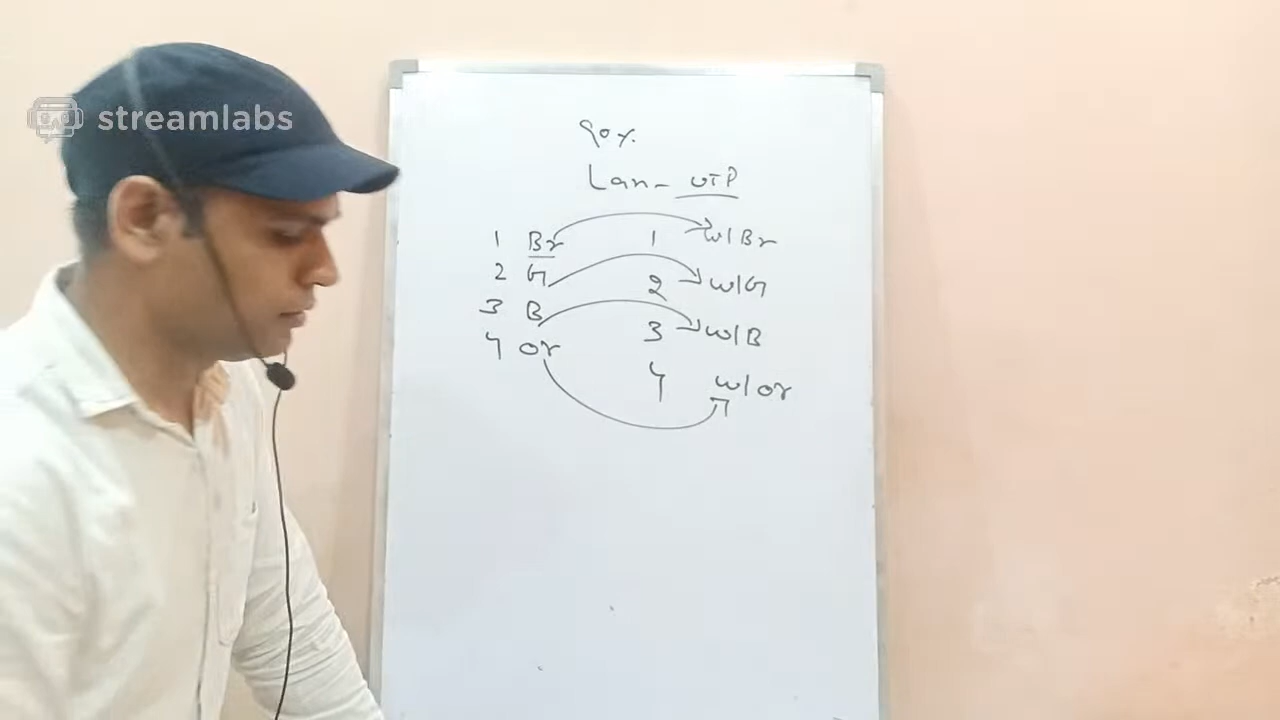 streamlabs
90%
Lan - UTP
1 Br 1 w/Br
2 G 2 w/G
3 B 3 w/B
4 or 4 w/or